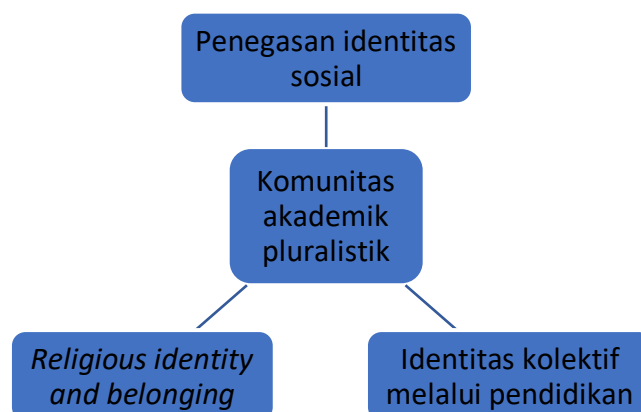 Penegasan identitas
sosial
Komunitas
akademik
pluralistik
Religious identity
and belonging
Identitas kolektif
melalui pendidikan